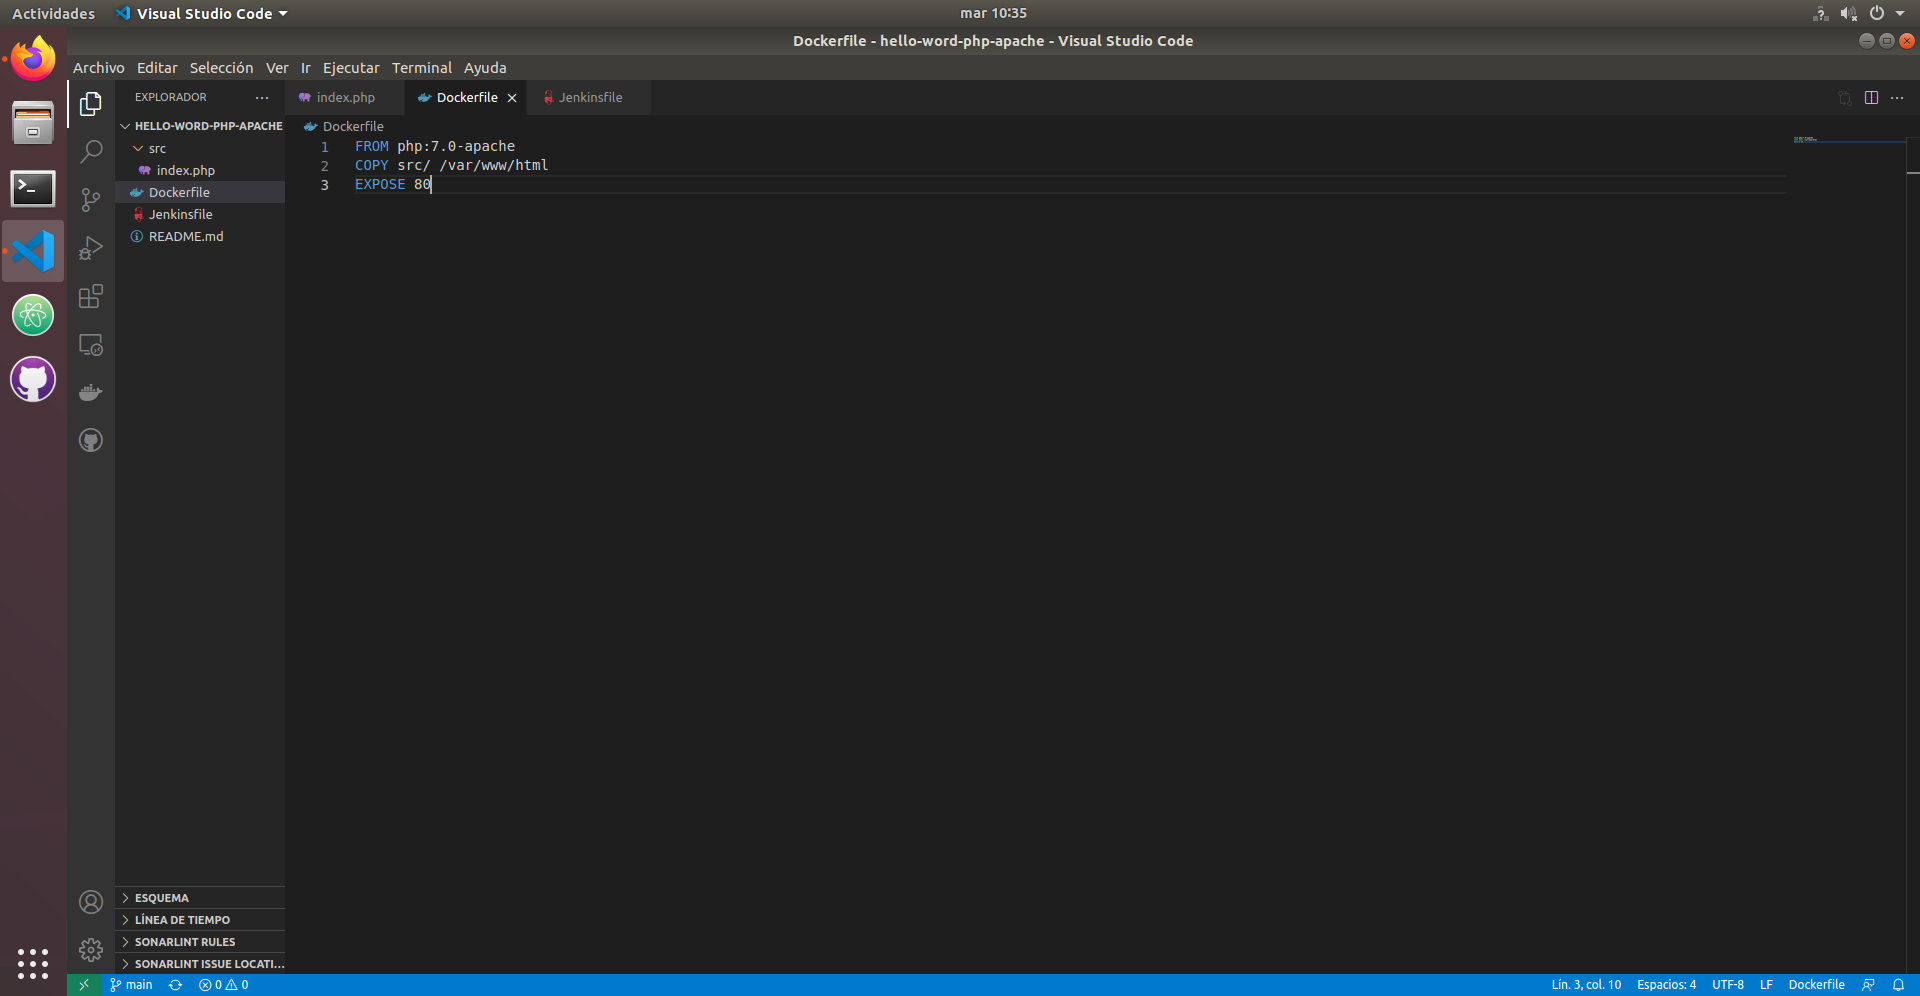 Actividades
Visual Studio Code
mar 10:35
Dockerfile - hello-word-php-apache - Visual Studio Code
Archivo Editar Selección Ver Ir Ejecutar Terminal Ayuda
EXPLORADOR
index.php
Dockerfile
Jenkinsfile
HELLO-WORD-PHP-APACHE
src
index.php
Dockerfile
Jenkinsfile
README.md
Dockerfile
1 FROM php:7.0-apache
2 COPY src/ /var/www/html
3 EXPOSE 80
ESQUEMA
LÍNEA DE TIEMPO
SONARLINT RULES
SONARLINT ISSUE LOCATI...
main
0 0
Lín. 3, col. 10
Espacios: 4
UTF-8
LF
Dockerfile